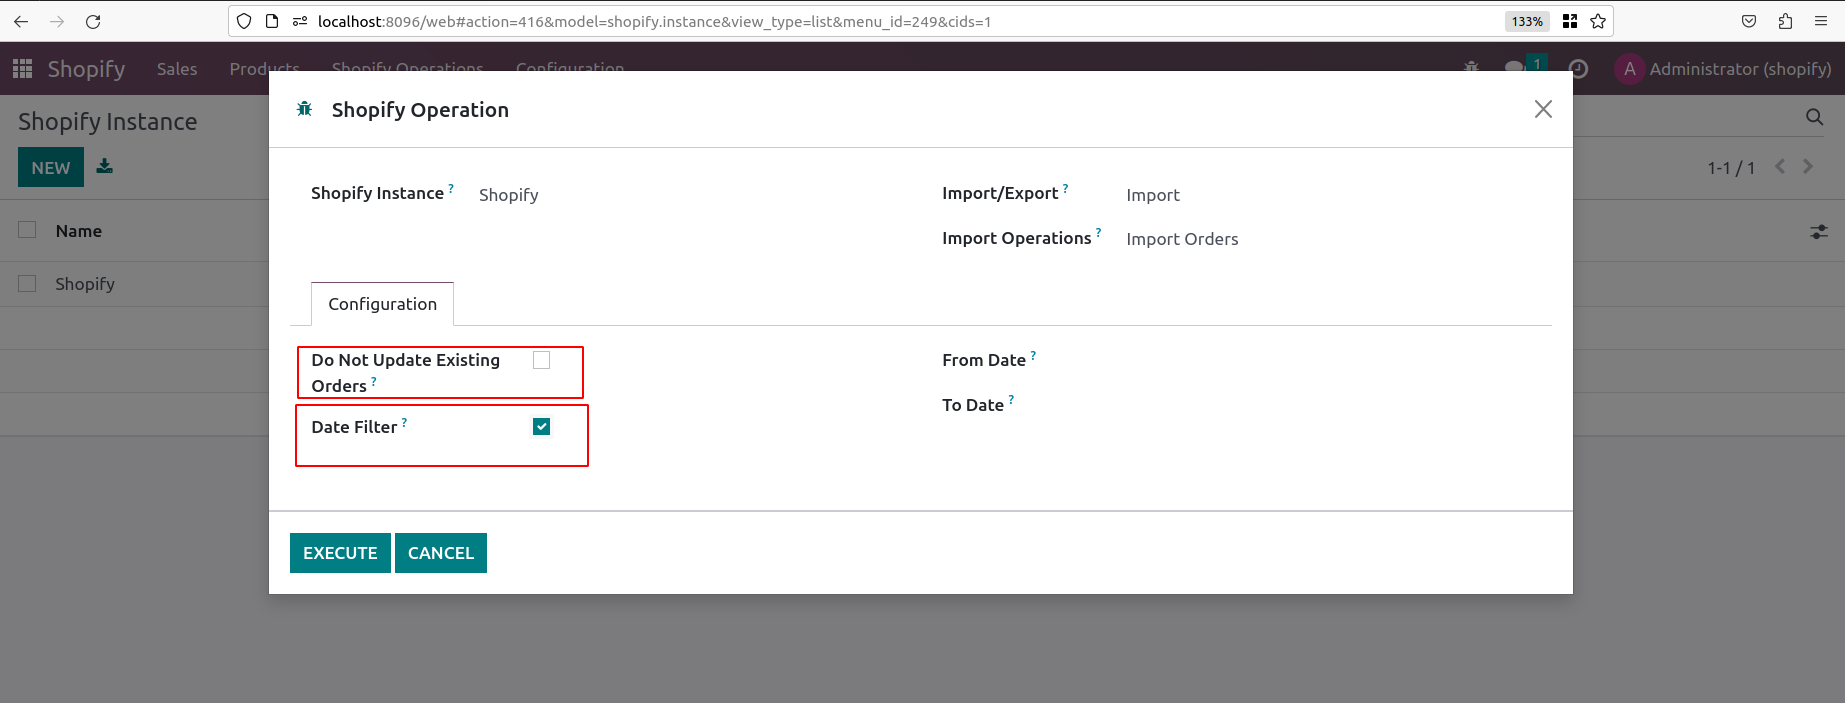 localhost:8096/web#action=416&model=shopify.instance&view_type=list&menu_id=249&cids=1
133%
Shopify Sales Products Shopify Operations Configuration 1 A Administrator (shopify)
Shopify Instance
NEW
1-1 / 1
Name
Shopify
Shopify Operation
Shopify Instance ? Shopify
Import/Export ? Import
Import Operations ? Import Orders
Configuration
Do Not Update Existing
Orders ?
Date Filter ?
From Date ?
To Date ?
EXECUTE CANCEL